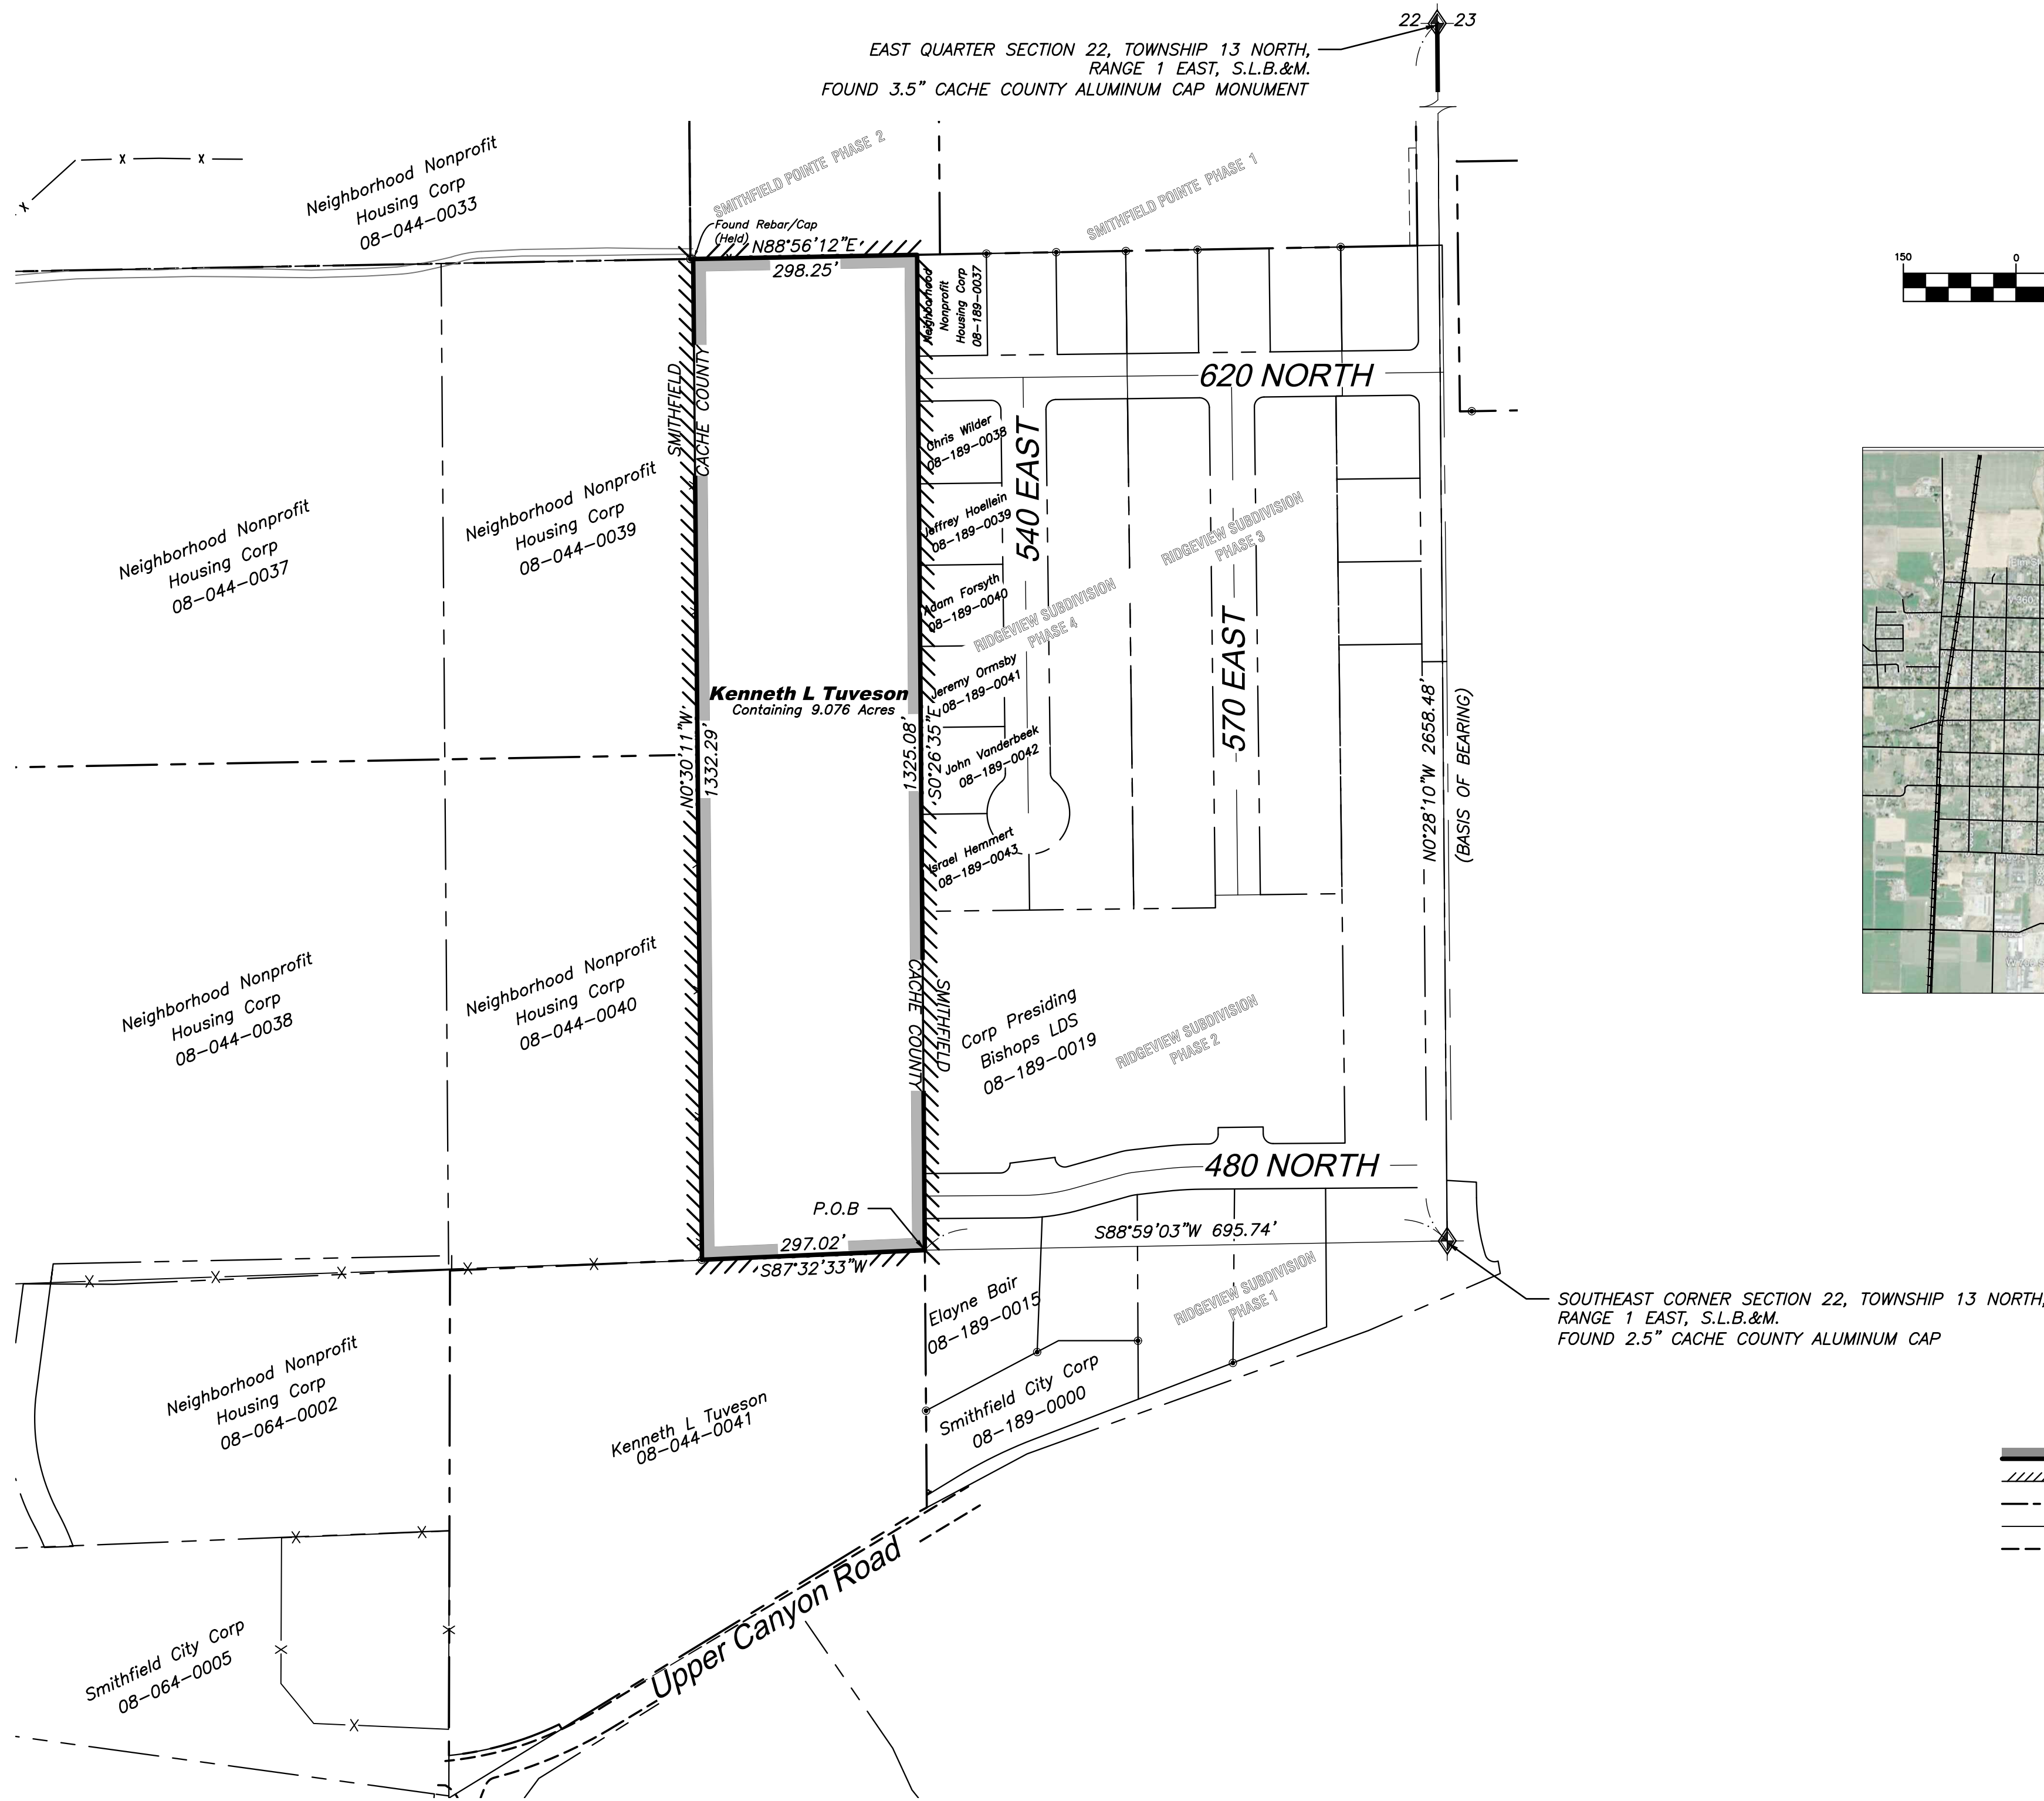 22 23
EAST QUARTER SECTION 22, TOWNSHIP 13 NORTH,
RANGE 1 EAST, S.L.B.&M.
FOUND 3.5" CACHE COUNTY ALUMINUM CAP MONUMENT
SMITHFIELD POINTE PHASE 2
SMITHFIELD POINTE PHASE 1
Neighborhood Nonprofit
Housing Corp
08-044-0033
Found Rebar/Cap
(Held)
N88°56'12"E
298.25'
Neighborhood
Nonprofit
Housing Corp
08-189-0037
150 0
620 NORTH
SMITHFIELD
CACHE COUNTY
Chris Wilder
08-189-0038
540 EAST
Neighborhood Nonprofit
Housing Corp
08-044-0037
Neighborhood Nonprofit
Housing Corp
08-044-0039
Jeffrey Hoellein
08-189-0039
RIDGEVIEW SUBDIVISION
PHASE 3
Adam Forsyth
08-189-0040
RIDGEVIEW SUBDIVISION
PHASE 4
570 EAST
Kenneth L Tuveson
Containing 9.076 Acres
Jeremy Ormsby
08-189-0041
N0°30'11"W
1332.29'
1325.08'
S0°26'35"E
John Vanderbeek
08-189-0042
N0°28'10"W 2658.48'
(BASIS OF BEARING)
Israel Hemmert
08-189-0043
Neighborhood Nonprofit
Housing Corp
08-044-0038
Neighborhood Nonprofit
Housing Corp
08-044-0040
CACHE COUNTY
SMITHFIELD
Corp Presiding
Bishops LDS
08-189-0019
RIDGEVIEW SUBDIVISION
PHASE 2
480 NORTH
P.O.B
S88°59'03"W 695.74'
297.02'
S87°32'33"W
Elayne Bair
08-189-0015
RIDGEVIEW SUBDIVISION
PHASE 1
SOUTHEAST CORNER SECTION 22, TOWNSHIP 13 NORTH,
RANGE 1 EAST, S.L.B.&M.
FOUND 2.5" CACHE COUNTY ALUMINUM CAP
Neighborhood Nonprofit
Housing Corp
08-064-0002
Kenneth L Tuveson
08-044-0041
Smithfield City Corp
08-189-0000
Upper Canyon Road
Smithfield City Corp
08-064-0005